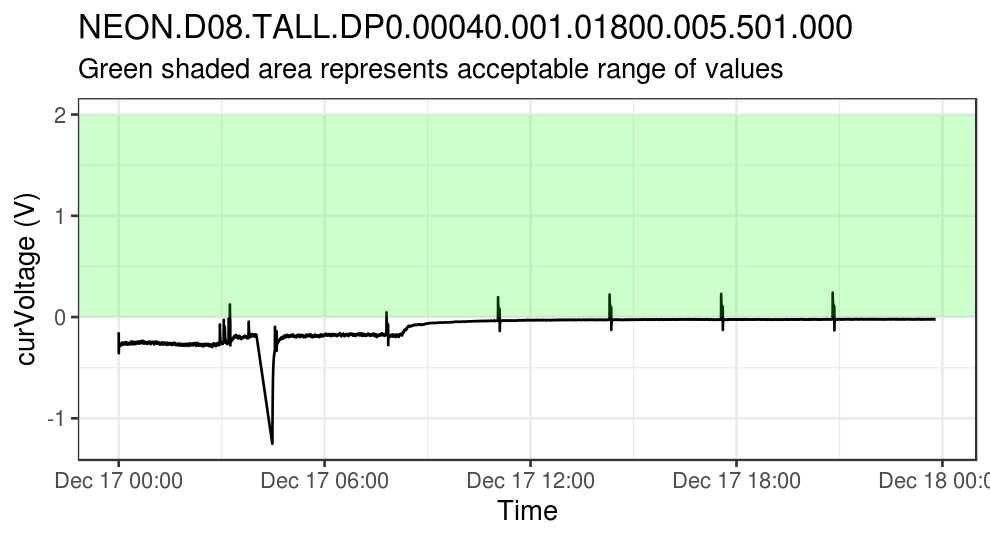 NEON.D08.TALL.DP0.00040.001.01800.005.501.000
Green shaded area represents acceptable range of values
curVoltage (V)
2
1
0
-1
Dec 17 00:00 Dec 17 06:00 Dec 17 12:00 Dec 17 18:00 Dec 18 00:0
Time